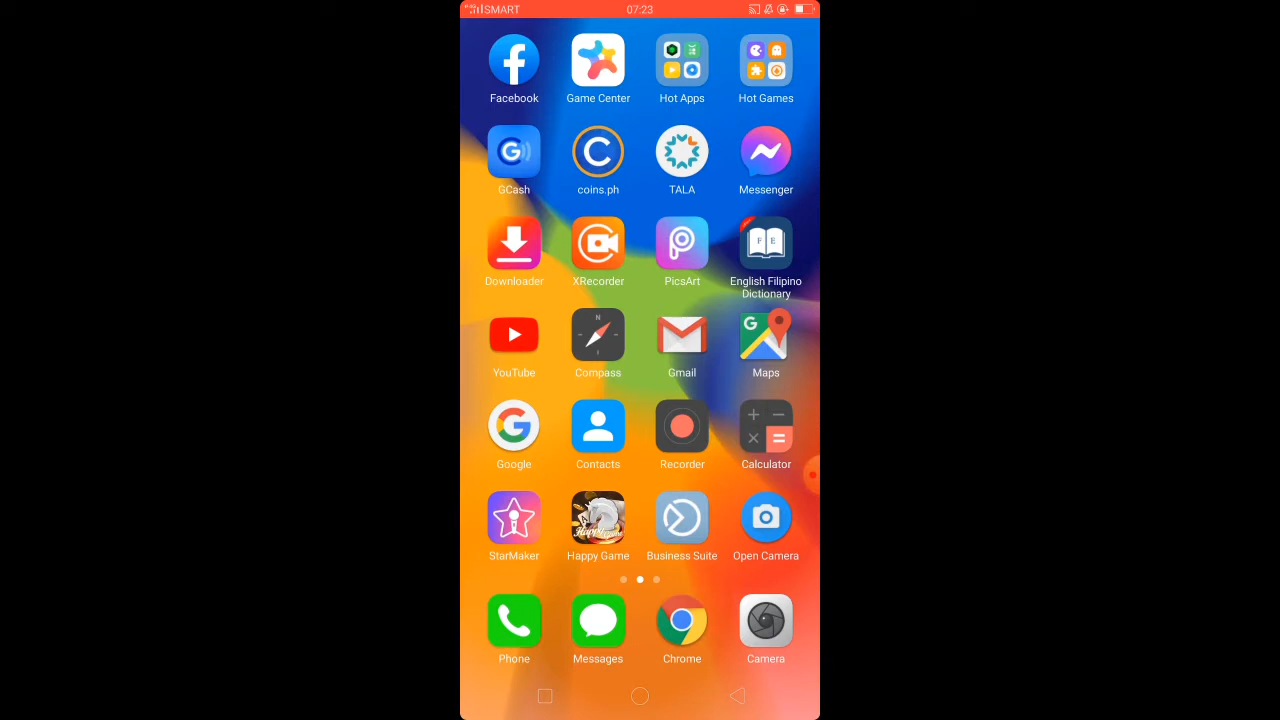 SMART 07:23
Facebook Game Center Hot Apps Hot Games
G
GCash coins.ph TALA Messenger
F E
Downloader XRecorder PicsArt English Filipino
Dictionary
N
G
YouTube Compass Gmail Maps
Google Contacts Recorder Calculator
Happy Game
StarMaker Happy Game Business Suite Open Camera
Phone Messages Chrome Camera